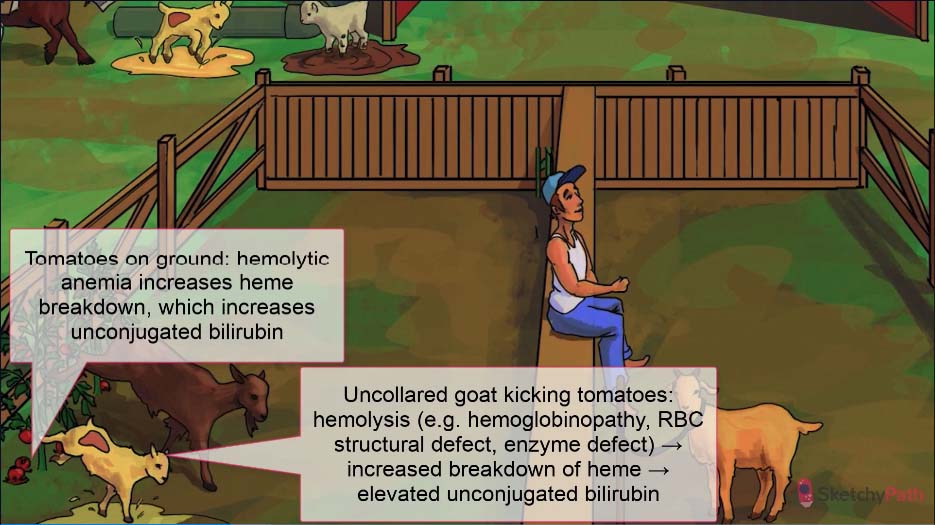 Tomatoes on ground: hemolytic
anemia increases heme
breakdown, which increases
unconjugated bilirubin
Uncollared goat kicking tomatoes:
hemolysis (e.g. hemoglobinopathy, RBC
structural defect, enzyme defect) →
increased breakdown of heme →
elevated unconjugated bilirubin
SketchyPath